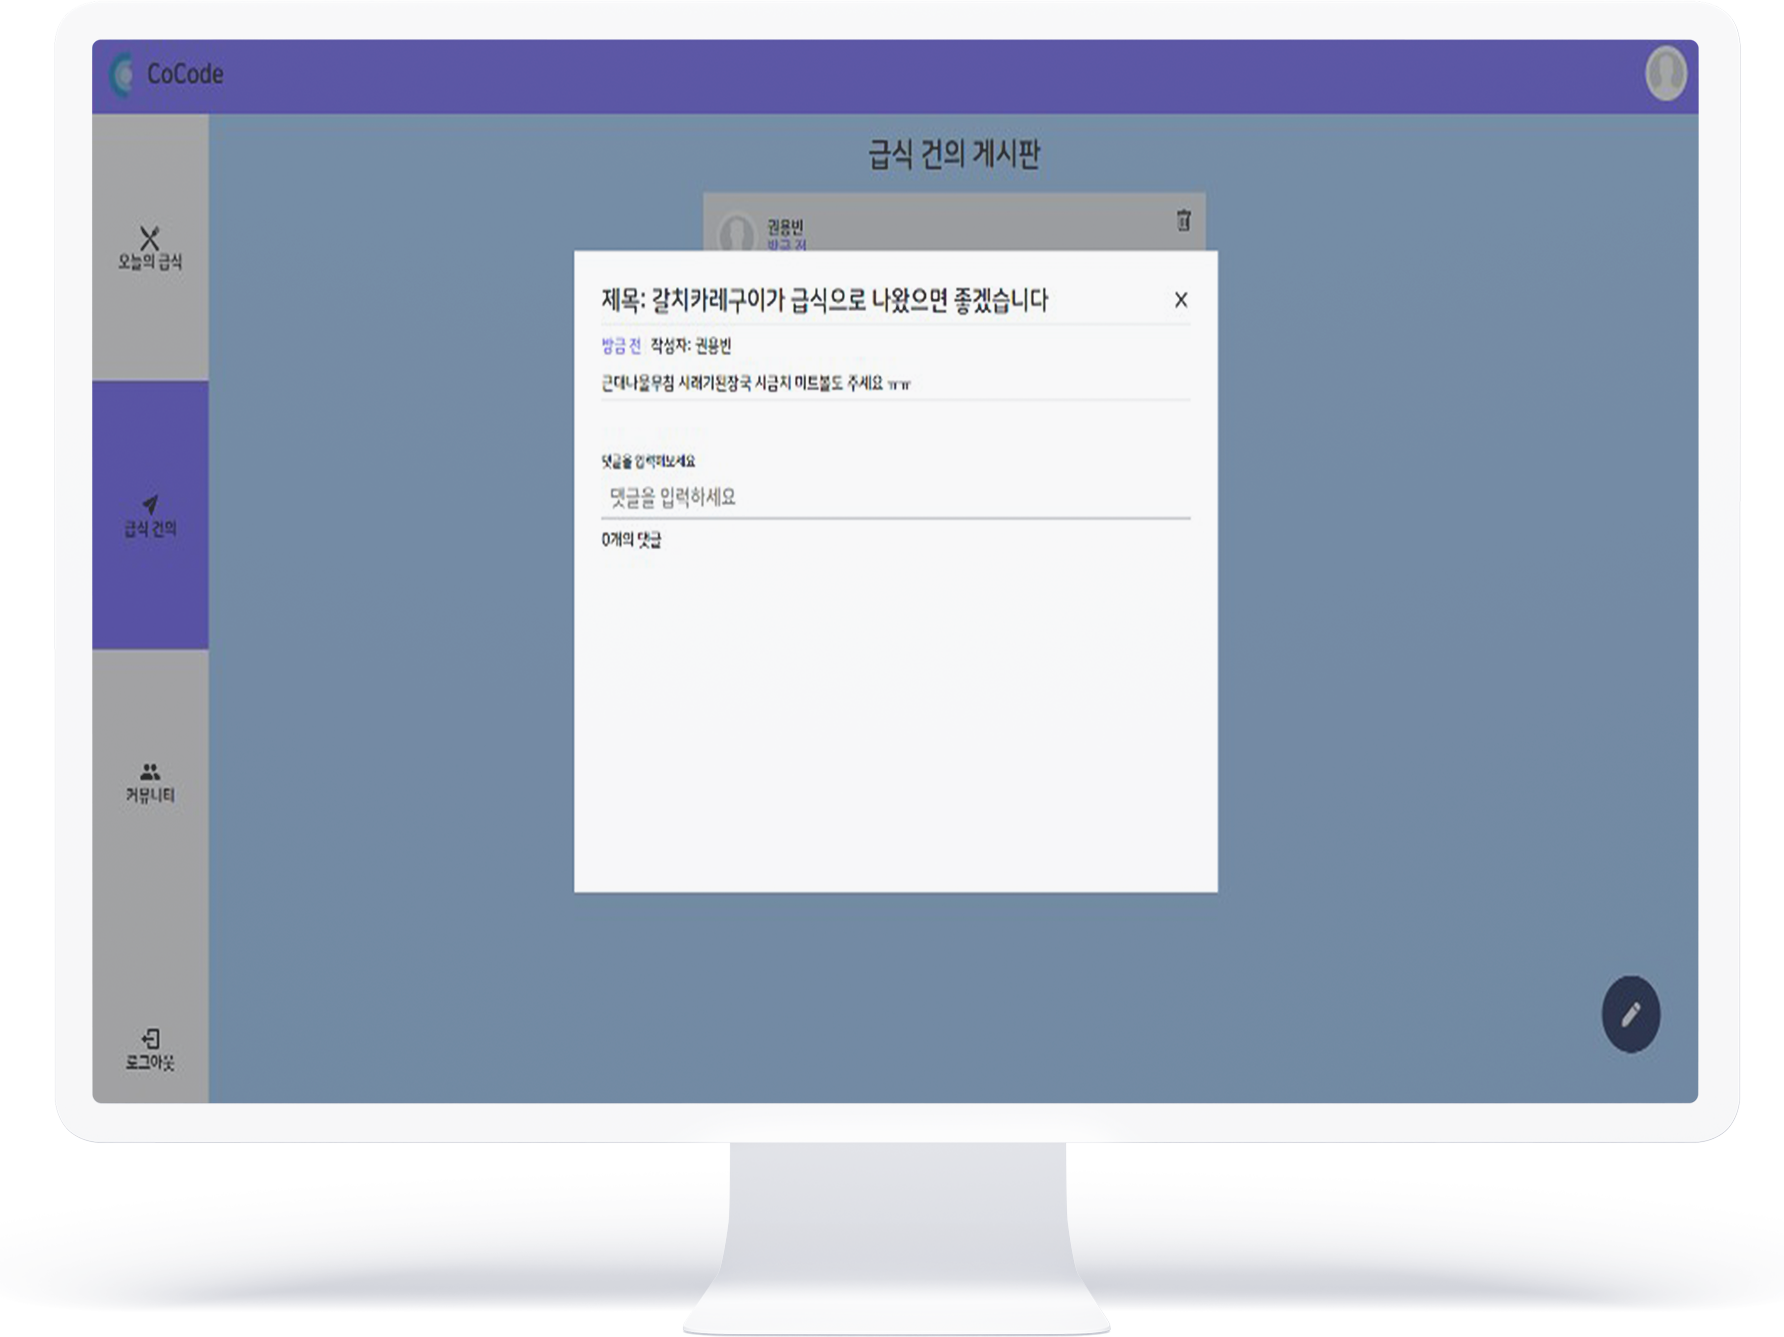 CoCode
급식 건의 게시판
오늘의 급식
급식 건의
커뮤니티
로그아웃
권용빈
방금 전
제목: 갈치카레구이가 급식으로 나왔으면 좋겠습니다
X
방금 전 작성자: 권용빈
근대나물무침 시래기된장국 시금치 미트볼도 주세요 ㅠㅠ
댓글을 입력해보세요
댓글을 입력하세요
0개의 댓글